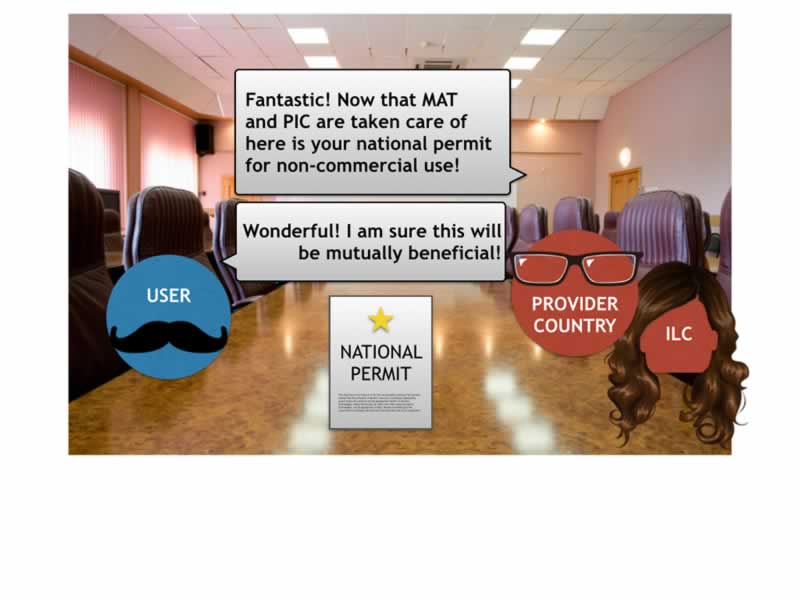 Fantastic! Now that MAT
and PIC are taken care of
here is your national permit
for non-commercial use!
Wonderful! I am sure this will
be mutually beneficial!
USER
PROVIDER
COUNTRY
ILC
NATIONAL
PERMIT